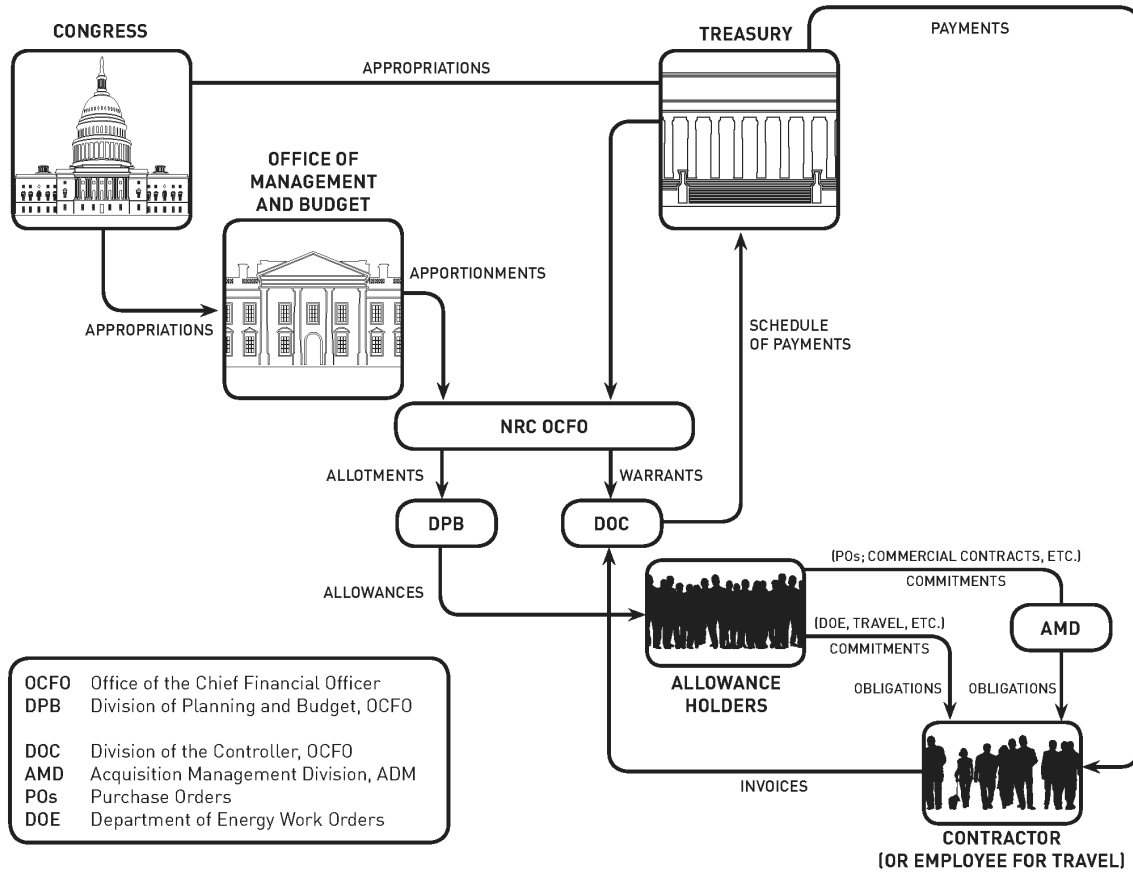 CONGRESS
TREASURY
PAYMENTS
APPROPRIATIONS
OFFICE OF
MANAGEMENT
AND BUDGET
APPORTIONMENTS
APPROPRIATIONS
SCHEDULE
OF PAYMENTS
NRC OCFO
ALLOTMENTS
WARRANTS
DPB
DOC
(POs; COMMERCIAL CONTRACTS, ETC.)
COMMITMENTS
ALLOWANCES
(DOE, TRAVEL, ETC.)
COMMITMENTS
AMD
ALLOWANCE
HOLDERS
OBLIGATIONS
OBLIGATIONS
INVOICES
CONTRACTOR
(OR EMPLOYEE FOR TRAVEL)
OCFO Office of the Chief Financial Officer
DPB Division of Planning and Budget, OCFO
DOC Division of the Controller, OCFO
AMD Acquisition Management Division, ADM
POs Purchase Orders
DOE Department of Energy Work Orders